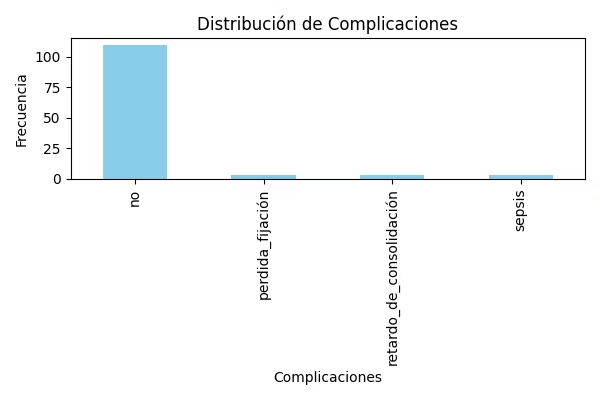 Distribución de Complicaciones
Frecuencia
100
75
50
25
0
no
perdida_fijación
retardo_de_consolidación
sepsis
Complicaciones